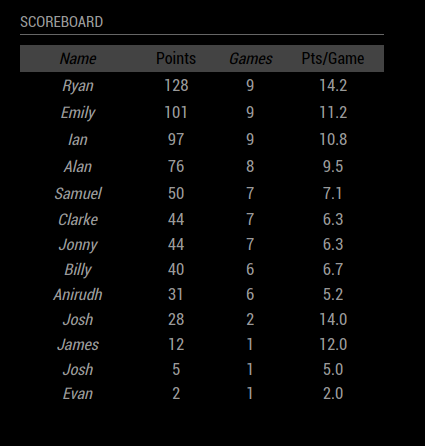 SCOREBOARD
Name Points Games Pts/Game
Ryan 128 9 14.2
Emily 101 9 11.2
Ian 97 9 10.8
Alan 76 8 9.5
Samuel 50 7 7.1
Clarke 44 7 6.3
Jonny 44 7 6.3
Billy 40 6 6.7
Anirudh 31 6 5.2
Josh 28 2 14.0
James 12 1 12.0
Josh 5 1 5.0
Evan 2 1 2.0